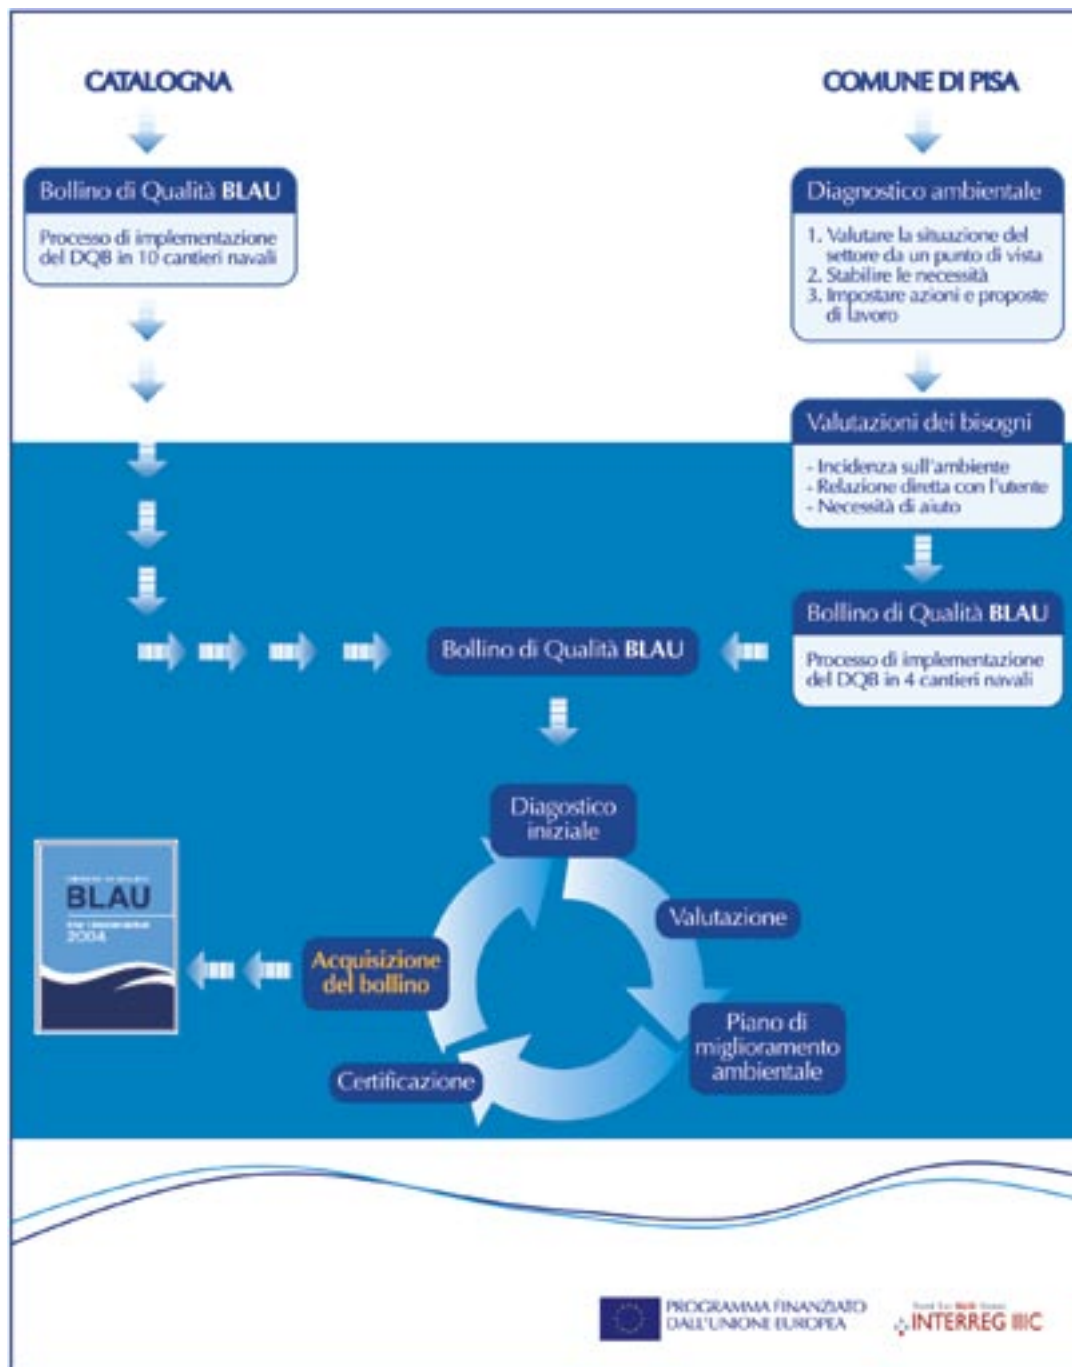 CATALOGNA
Bollino di Qualità BLAU
Processo di implementazione
del DQB in 10 cantieri navali
COMUNE DI PISA
Diagnostico ambientale
1. Valutare la situazione del
settore da un punto di vista
2. Stabilire le necessità
3. Impostare azioni e proposte
di lavoro
Valutazioni dei bisogni
- Incidenza sull'ambiente
- Relazione diretta con l'utente
- Necessità di aiuto
Bollino di Qualità BLAU
Processo di implementazione
del DQB in 4 cantieri navali
Bollino di Qualità BLAU
Diagostico
iniziale
Valutazione
Piano di
miglioramento
ambientale
Certificazione
Acquisizione
del bollino
BLAU
2004
PROGRAMMA FINANZIATO
DALL'UNIONE EUROPEA
INTERREG IIIC